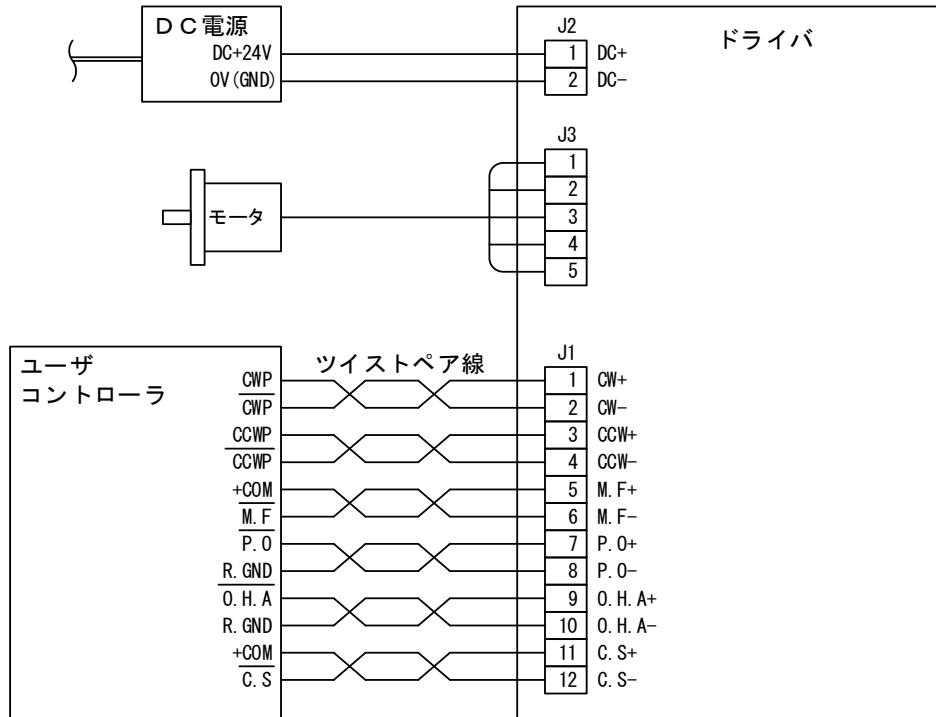 DC電源
DC+24V
0V(GND)
J2
1 DC+
2 DC-
ドライバ
J3
1
2
3
4
5
モータ
ユーザ
コントローラ
ツイストペア線
J1
CWP 1 CW+
CWP 2 CW-
CCWP 3 CCW+
CCWP 4 CCW-
+COM 5 M.F+
M.F 6 M.F-
P.O 7 P.O+
R.GND 8 P.O-
O.H.A 9 O.H.A+
R.GND 10 O.H.A-
+COM 11 C.S+
C.S 12 C.S-